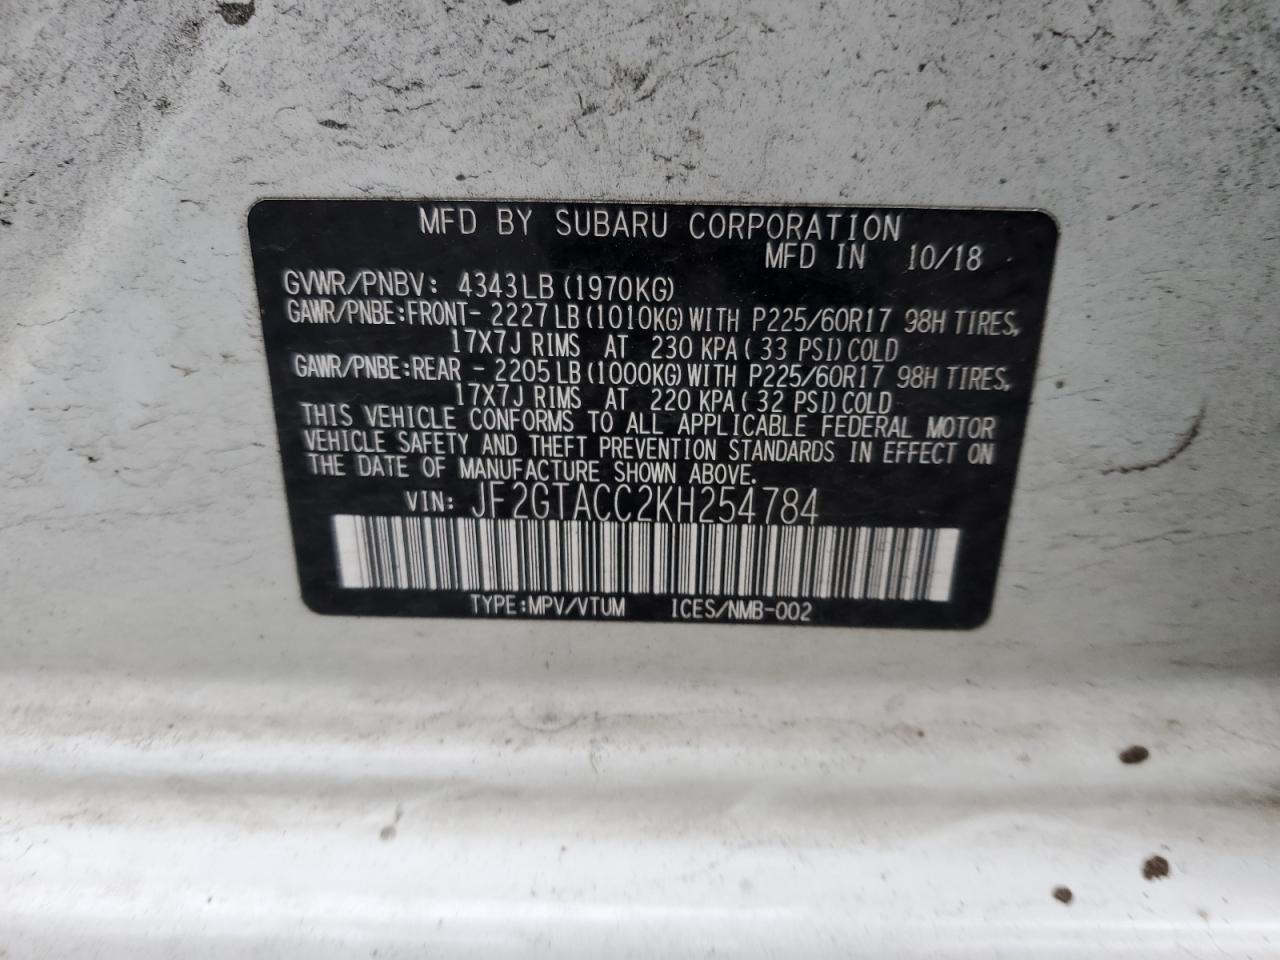 MFD BY SUBARU CORPORATION
MFD IN 10/18
GVWR/PNBV: 4343LB (1970KG)
GAWR/PNBE:FRONT- 2227LB(1010KG)WITH P225/60R17 98H TIRES,
17X7J RIMS AT 230 KPA( 33 PSI)COLD
GAWR/PNBE:REAR - 2205LB(1000KG)WITH P225/60R17 98H TIRES,
17X7J RIMS AT 220 KPA( 32 PSI)COLD
THIS VEHICLE CONFORMS TO ALL APPLICABLE FEDERAL MOTOR
VEHICLE SAFETY AND THEFT PREVENTION STANDARDS IN EFFECT ON
THE DATE OF MANUFACTURE SHOWN ABOVE.
VIN: JF2GTACC2KH254784
TYPE:MPV/VTUM ICES/NMB-002